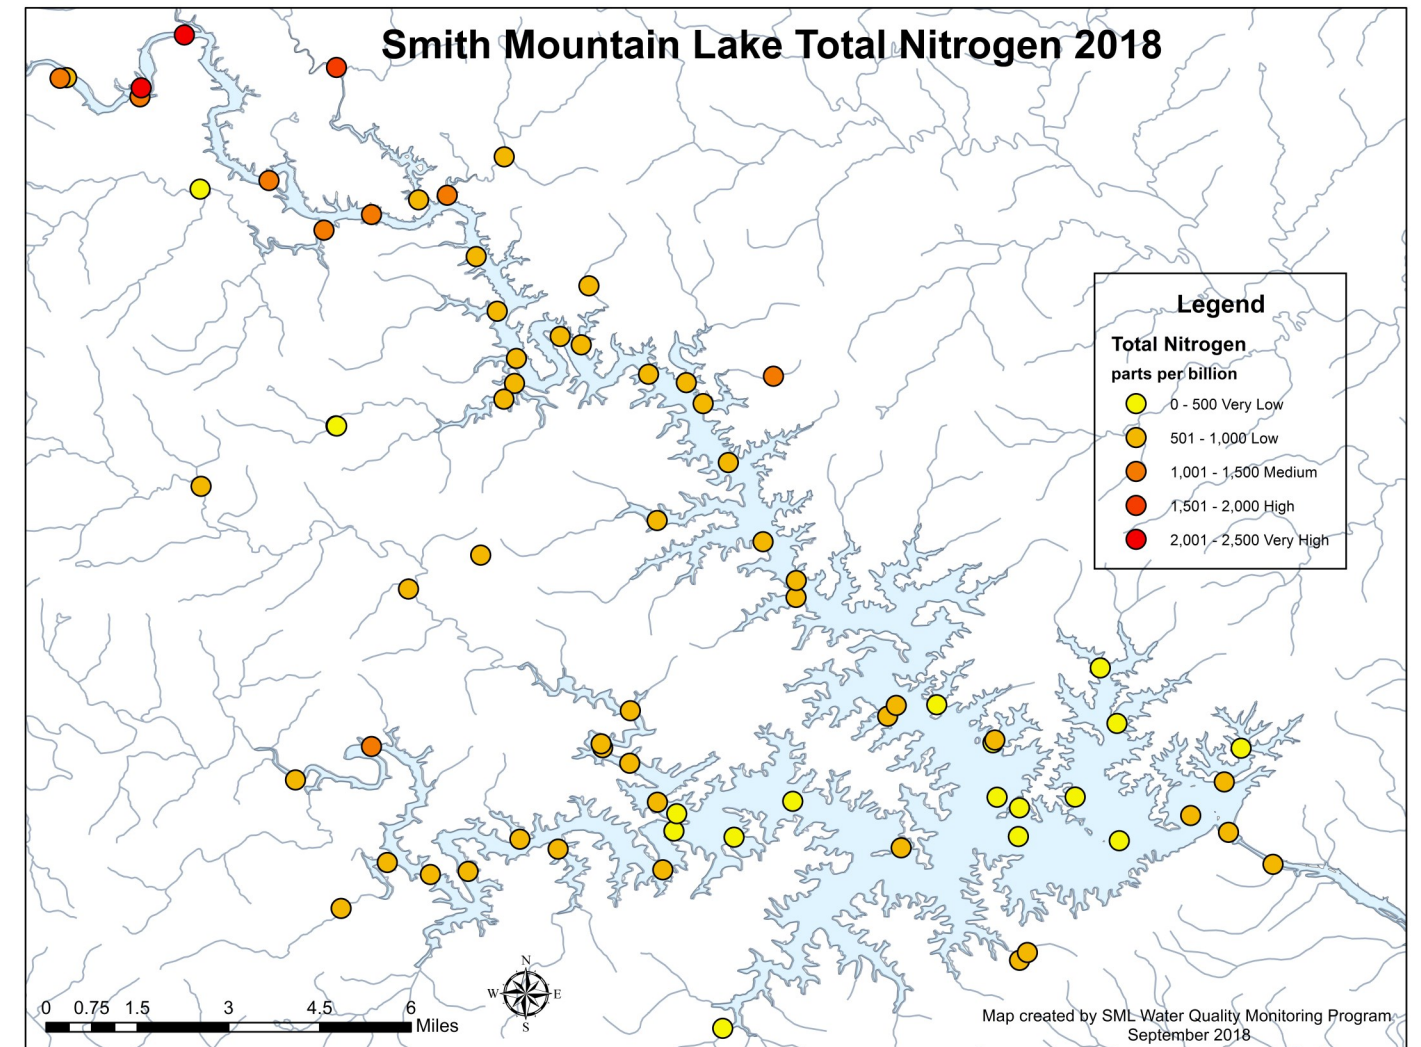 Smith Mountain Lake Total Nitrogen 2018
Legend
Total Nitrogen
parts per billion
0 - 500 Very Low
501 - 1,000 Low
1,001 - 1,500 Medium
1,501 - 2,000 High
2,001 - 2,500 Very High
N
W E
S
0 0.75 1.5 3 4.5 6
Miles
Map created by SML Water Quality Monitoring Program
September 2018